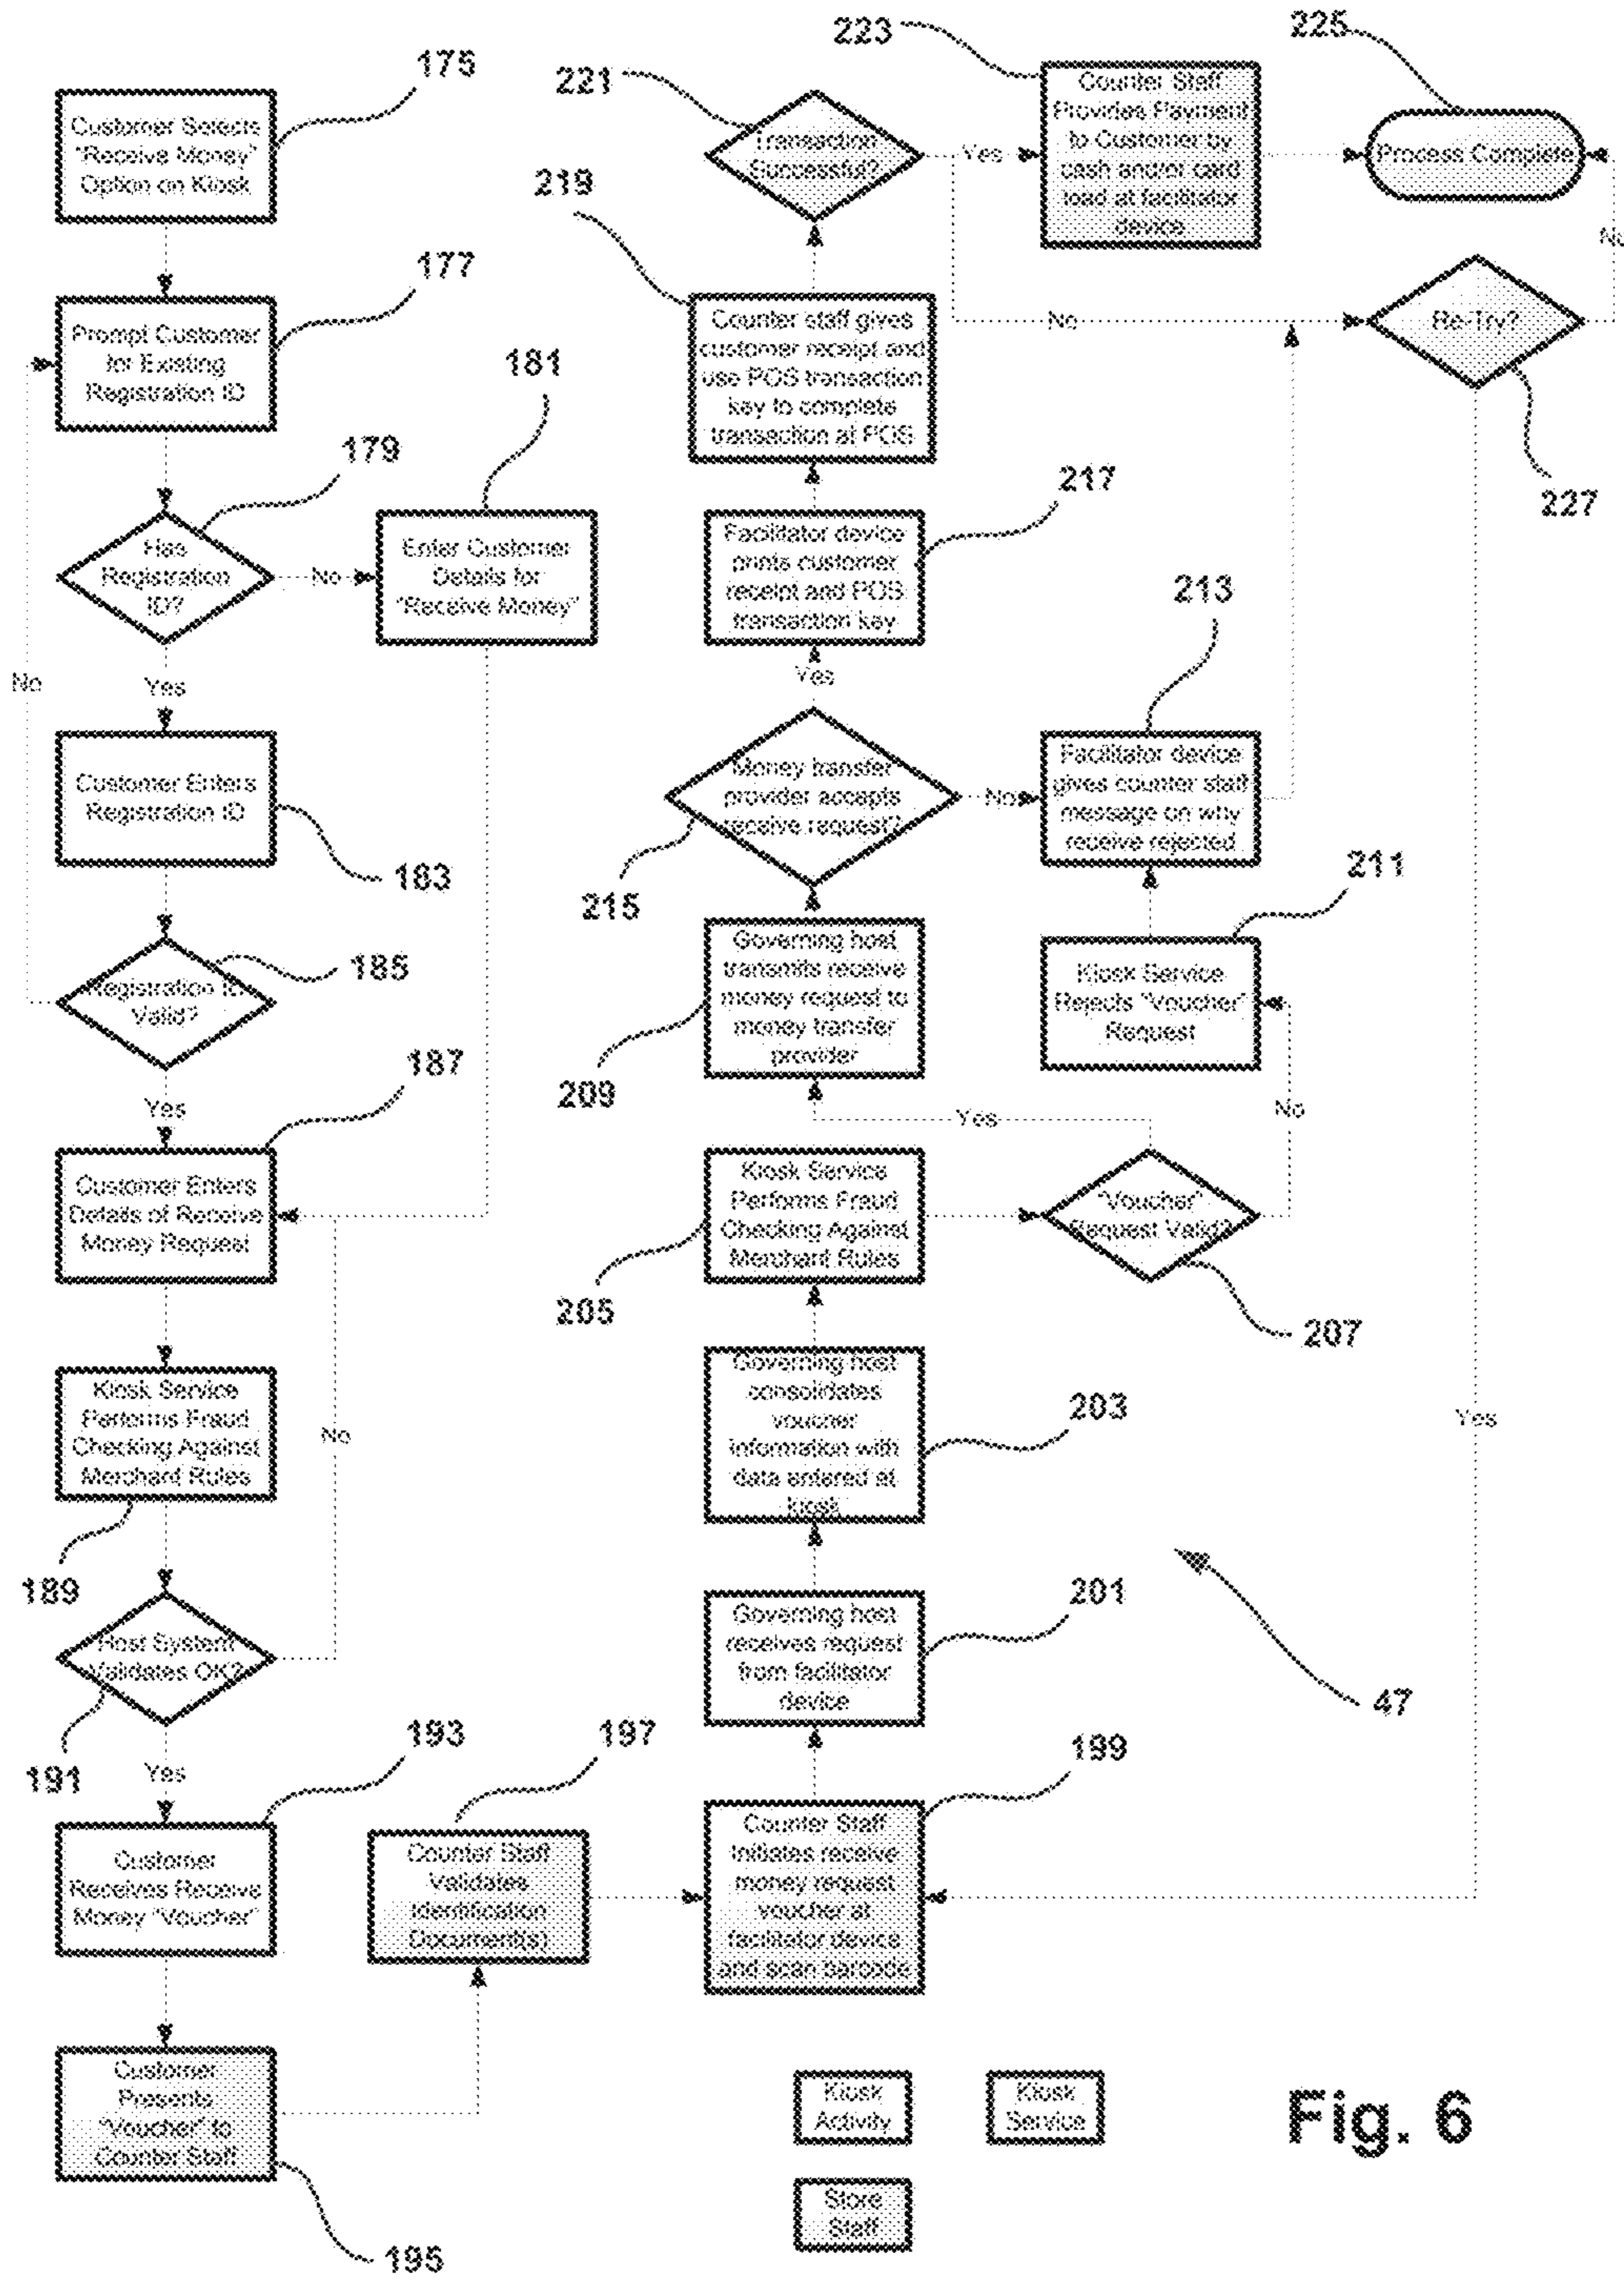 175
Customer Selects
"Receive Money"
Option on Kiosk
177
Prompt Customer
for Existing
Registration ID
179
Has
Registration
ID?
No
181
Enter Customer
Details for
"Receive Money"
No
Yes
Customer Enters
Registration ID
183
Registration ID
Valid?
185
Yes
187
Customer Enters
Details of Receive
Money Request
Kiosk Service
Performs Fraud
Checking Against
Merchant Rules
No
189
Host System
Validates OK?
191
Yes
193
Customer
Receives Receive
Money "Voucher"
Customer
Presents
"Voucher" to
Counter Staff
195
197
Counter Staff
Validates
Identification
Document(s)
199
Counter Staff
initiates receive
money request
voucher at
facilitator device
and scan barcode
201
Governing host
receives request
from facilitator
device
203
Governing host
consolidates
voucher
information with
data entered at
kiosk
Kiosk Service
Performs Fraud
Checking Against
Merchant Rules
205
"Voucher"
Request Valid?
207
Yes
No
Governing host
transmits receive
money request to
money transfer
provider
209
211
Kiosk Service
Rejects "Voucher"
Request
213
Facilitator device
gives counter staff
message on why
receive rejected
Money transfer
provider accepts
receive request?
215
No
Yes
217
Facilitator device
prints customer
receipt and POS
transaction key
219
Counter staff gives
customer receipt and
use POS transaction
key to complete
transaction at POS
221
Transaction
Successful?
Yes
No
223
Counter Staff
Provides Payment
to Customer by
cash and/or card
load at facilitator
device
225
Process Complete
No
Re-Try?
227
Yes
47
Kiosk
Activity
Kiosk
Service
Store
Staff
Fig. 6